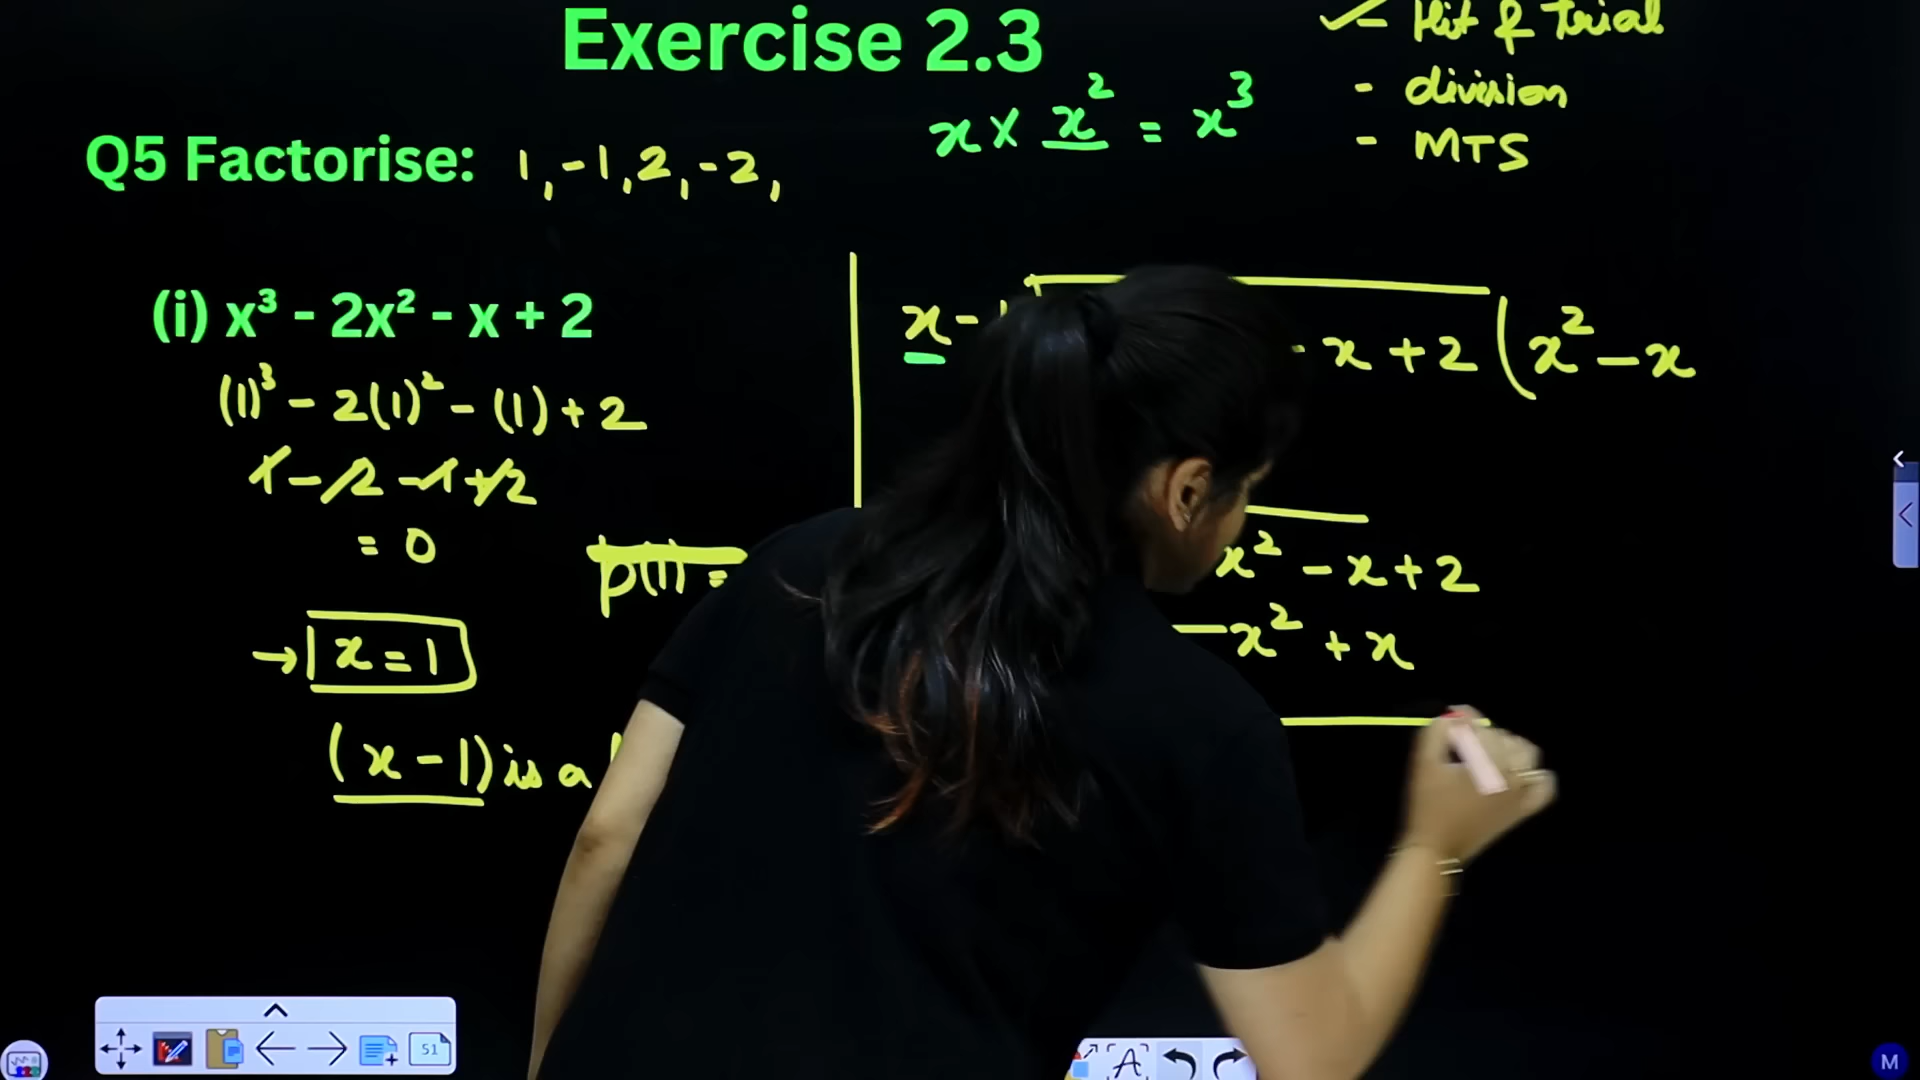 Exercise 2.3
✓ - Hit & Trial
- division
- MTS
x × x² = x³
Q5 Factorise: 1, -1, 2, -2,
(i) x³ - 2x² - x + 2
(1)³ - 2(1)² - (1) + 2
1 - 2 - 1 + 2
= 0
p(1) =
→ x = 1
(x - 1) is a
x -
- x + 2 ( x² - x
x² - x + 2
- x² + x
51
A
M